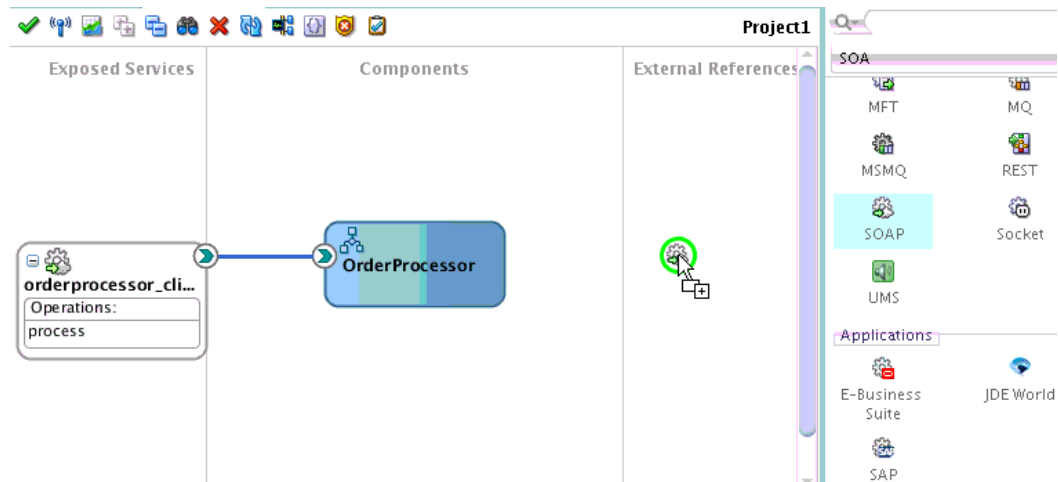 Project1
Exposed Services
Components
External References
orderprocessor_cli...
Operations:
process
OrderProcessor
SOA
MFT
MQ
MSMQ
REST
SOAP
Socket
UMS
Applications
E-Business
Suite
JDE World
SAP